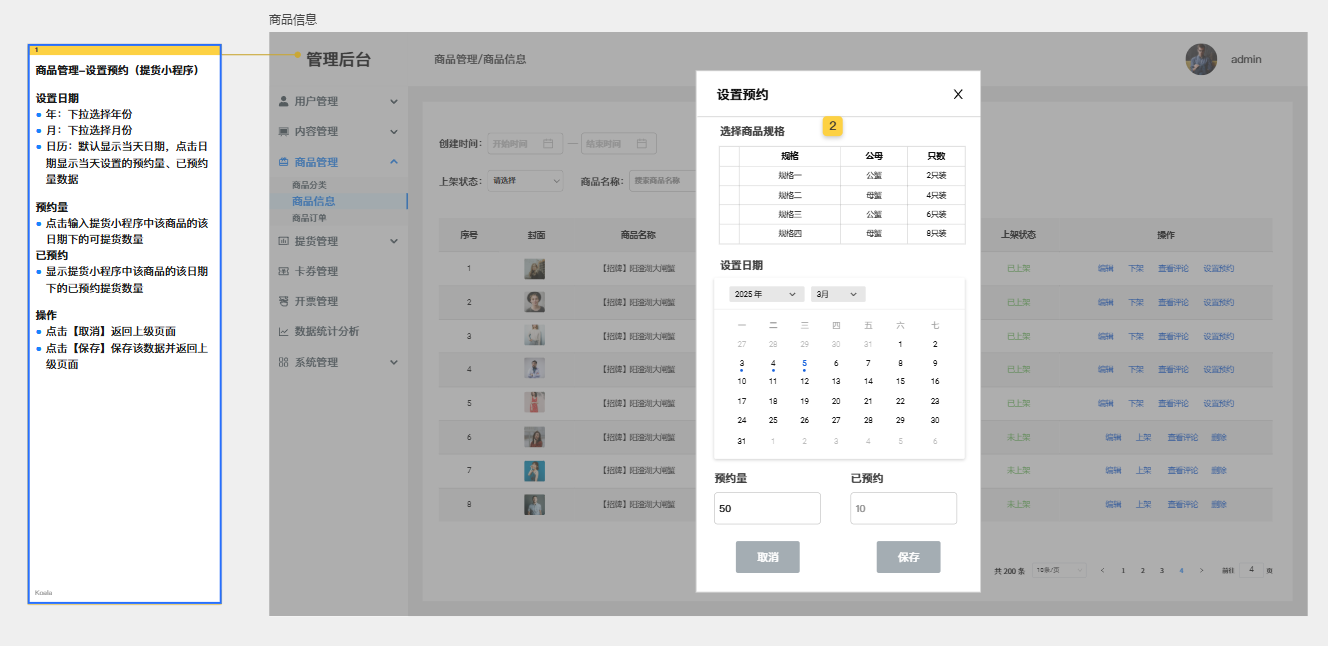 商品信息
1
商品管理–设置预约（提货小程序）
设置日期
年：下拉选择年份
月：下拉选择月份
日历：默认显示当天日期，点击日
期显示当天设置的预约量、已预约
量数据
预约量
点击输入提货小程序中该商品的该
日期下的可提货数量
已预约
显示提货小程序中该商品的该日期
下的已预约提货数量
操作
点击【取消】返回上级页面
点击【保存】保存该数据并返回上
级页面
Koala
管理后台
商品管理/商品信息
admin
用户管理
内容管理
商品管理
商品分类
商品信息
商品订单
提货管理
卡券管理
开票管理
数据统计分析
系统管理
创建时间：
开始时间
—
结束时间
上架状态：
请选择
商品名称：
搜索商品名称
序号 封面 商品名称 上架状态 操作
1 【招牌】阳澄湖大闸蟹 已上架 编辑 下架 查看评论 设置预约
2 【招牌】阳澄湖大闸蟹 已上架 编辑 下架 查看评论 设置预约
3 【招牌】阳澄湖大闸蟹 已上架 编辑 下架 查看评论 设置预约
4 【招牌】阳澄湖大闸蟹 已上架 编辑 下架 查看评论 设置预约
5 【招牌】阳澄湖大闸蟹 已上架 编辑 下架 查看评论 设置预约
6 【招牌】阳澄湖大闸蟹 未上架 编辑 上架 查看评论 删除
7 【招牌】阳澄湖大闸蟹 未上架 编辑 上架 查看评论 删除
8 【招牌】阳澄湖大闸蟹 未上架 编辑 上架 查看评论 删除
共 200 条 10条/页 < 1 2 3 4 > 前往 4 页
设置预约
选择商品规格
2
规格 公母 只数
规格一 公蟹 2只装
规格二 母蟹 4只装
规格三 公蟹 6只装
规格四 母蟹 8只装
设置日期
2025 年 3月
一 二 三 四 五 六 七
27 28 29 30 31 1 2
3 4 5 6 7 8 9
10 11 12 13 14 15 16
17 18 19 20 21 22 23
24 25 26 27 28 29 30
31 1 2 3 4 5 6
预约量 已预约
50 10
取消 保存